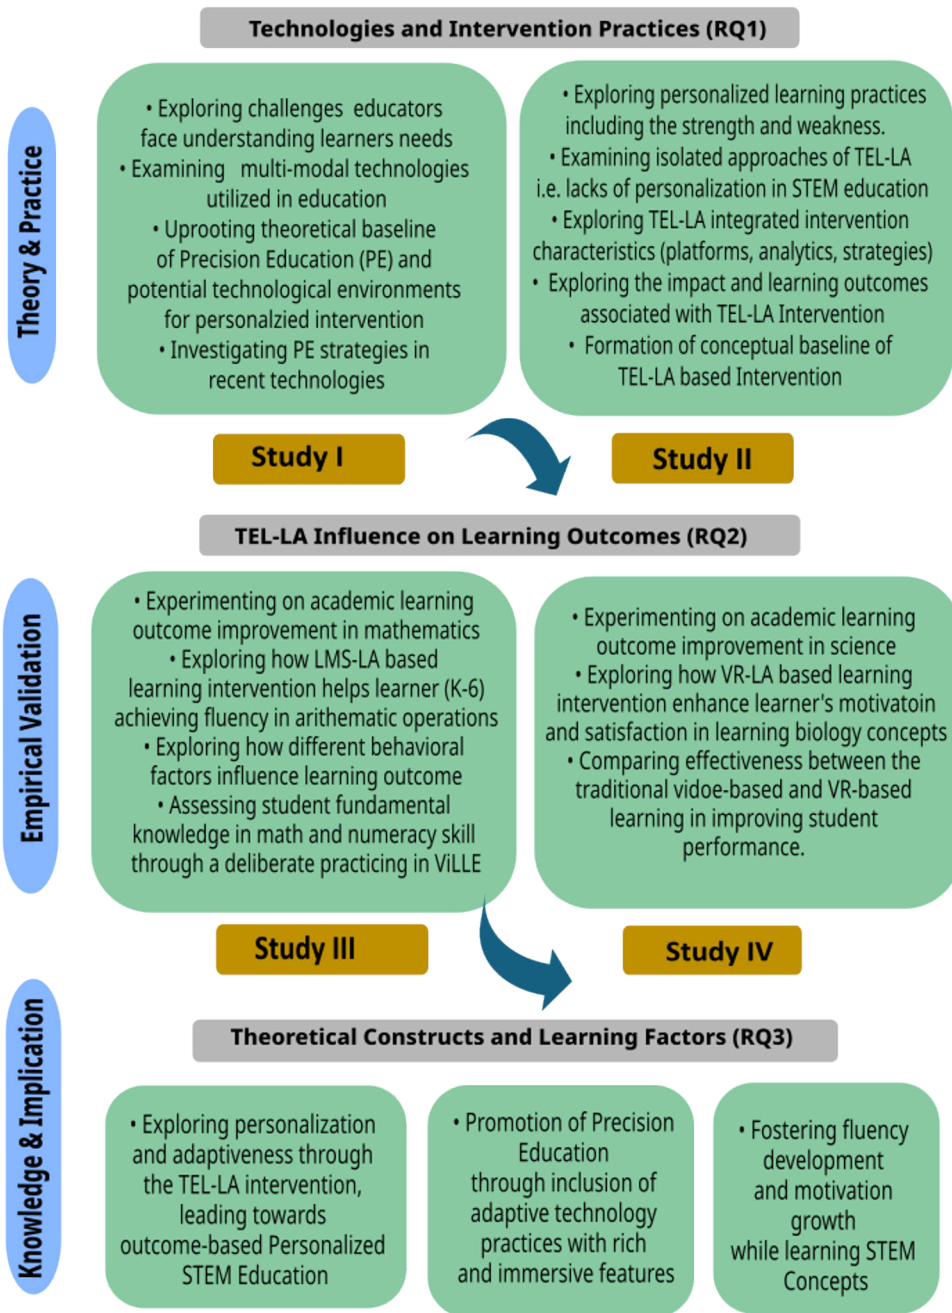 Technologies and Intervention Practices (RQ1)
Theory & Practice
• Exploring challenges educators
face understanding learners needs
• Examining multi-modal technologies
utilized in education
• Uprooting theoretical baseline
of Precision Education (PE) and
potential technological environments
for personalzied intervention
• Investigating PE strategies in
recent technologies
• Exploring personalized learning practices
including the strength and weakness.
• Examining isolated approaches of TEL-LA
i.e. lacks of personalization in STEM education
• Exploring TEL-LA integrated intervention
characteristics (platforms, analytics, strategies)
• Exploring the impact and learning outcomes
associated with TEL-LA Intervention
• Formation of conceptual baseline of
TEL-LA based Intervention
Study I
Study II
TEL-LA Influence on Learning Outcomes (RQ2)
Empirical Validation
• Experimenting on academic learning
outcome improvement in mathematics
• Exploring how LMS-LA based
learning intervention helps learner (K-6)
achieving fluency in arithematic operations
• Exploring how different behavioral
factors influence learning outcome
• Assessing student fundamental
knowledge in math and numeracy skill
through a deliberate practicing in ViLLE
• Experimenting on academic learning
outcome improvement in science
• Exploring how VR-LA based learning
intervention enhance learner's motivatoin
and satisfaction in learning biology concepts
• Comparing effectiveness between the
traditional vidoe-based and VR-based
learning in improving student
performance.
Study III
Study IV
Theoretical Constructs and Learning Factors (RQ3)
Knowledge & Implication
• Exploring personalization
and adaptiveness through
the TEL-LA intervention,
leading towards
outcome-based Personalized
STEM Education
• Promotion of Precision
Education
through inclusion of
adaptive technology
practices with rich
and immersive features
• Fostering fluency
development
and motivation
growth
while learning STEM
Concepts